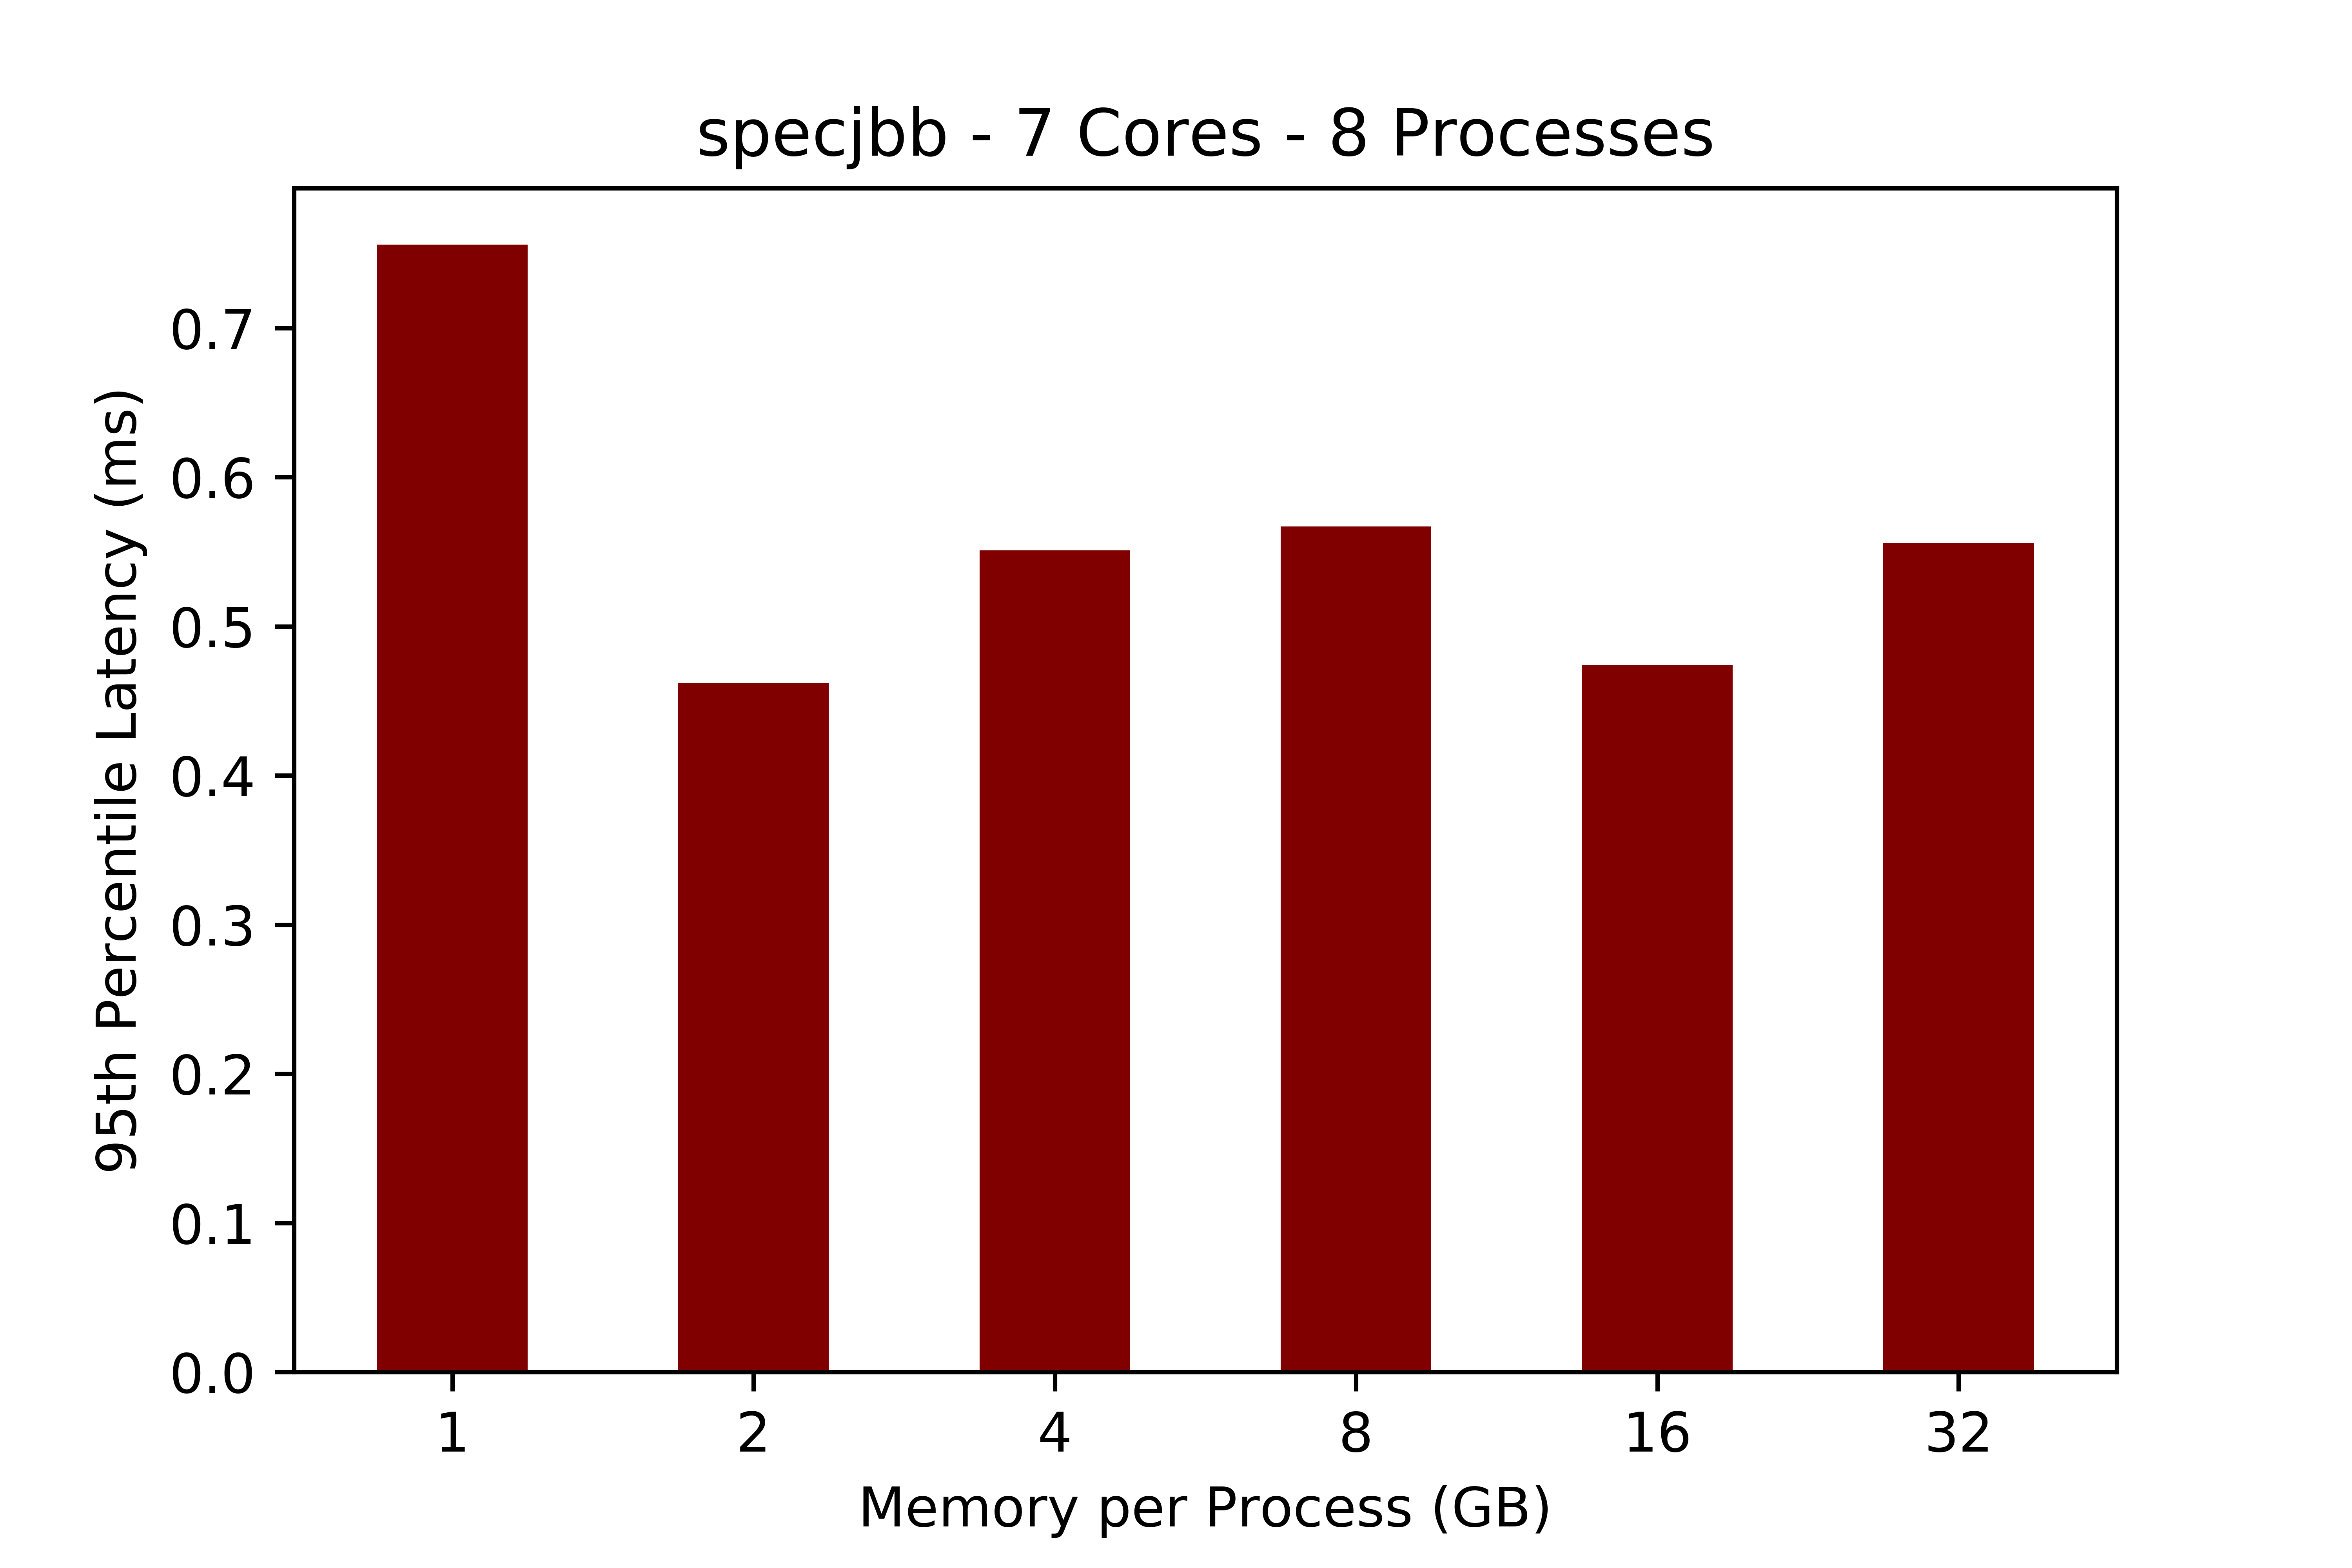 specjbb - 7 Cores - 8 Processes
95th Percentile Latency (ms)
0.7
0.6
0.5
0.4
0.3
0.2
0.1
0.0
1 2 4 8 16 32
Memory per Process (GB)